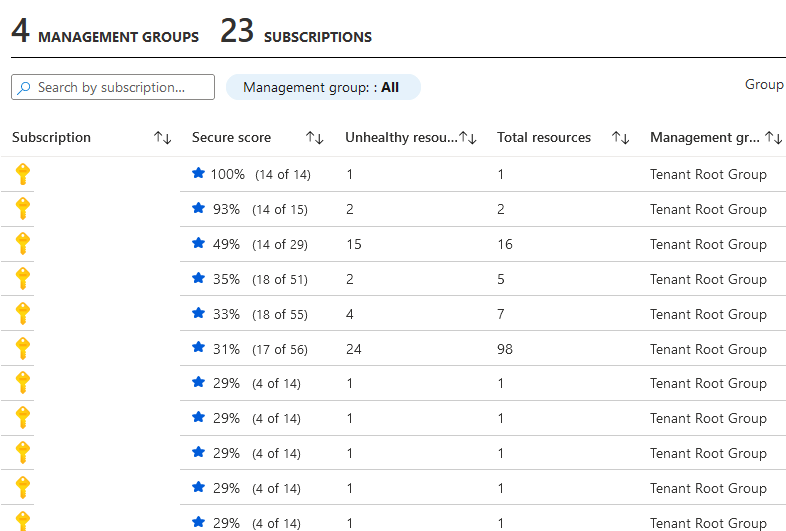 4 MANAGEMENT GROUPS 23 SUBSCRIPTIONS
Search by subscription... Management group: : All Group
Subscription Secure score Unhealthy resou... Total resources Management gr...
100% (14 of 14) 1 1 Tenant Root Group
93% (14 of 15) 2 2 Tenant Root Group
49% (14 of 29) 15 16 Tenant Root Group
35% (18 of 51) 2 5 Tenant Root Group
33% (18 of 55) 4 7 Tenant Root Group
31% (17 of 56) 24 98 Tenant Root Group
29% (4 of 14) 1 1 Tenant Root Group
29% (4 of 14) 1 1 Tenant Root Group
29% (4 of 14) 1 1 Tenant Root Group
29% (4 of 14) 1 1 Tenant Root Group
29% (4 of 14) 1 1 Tenant Root Group